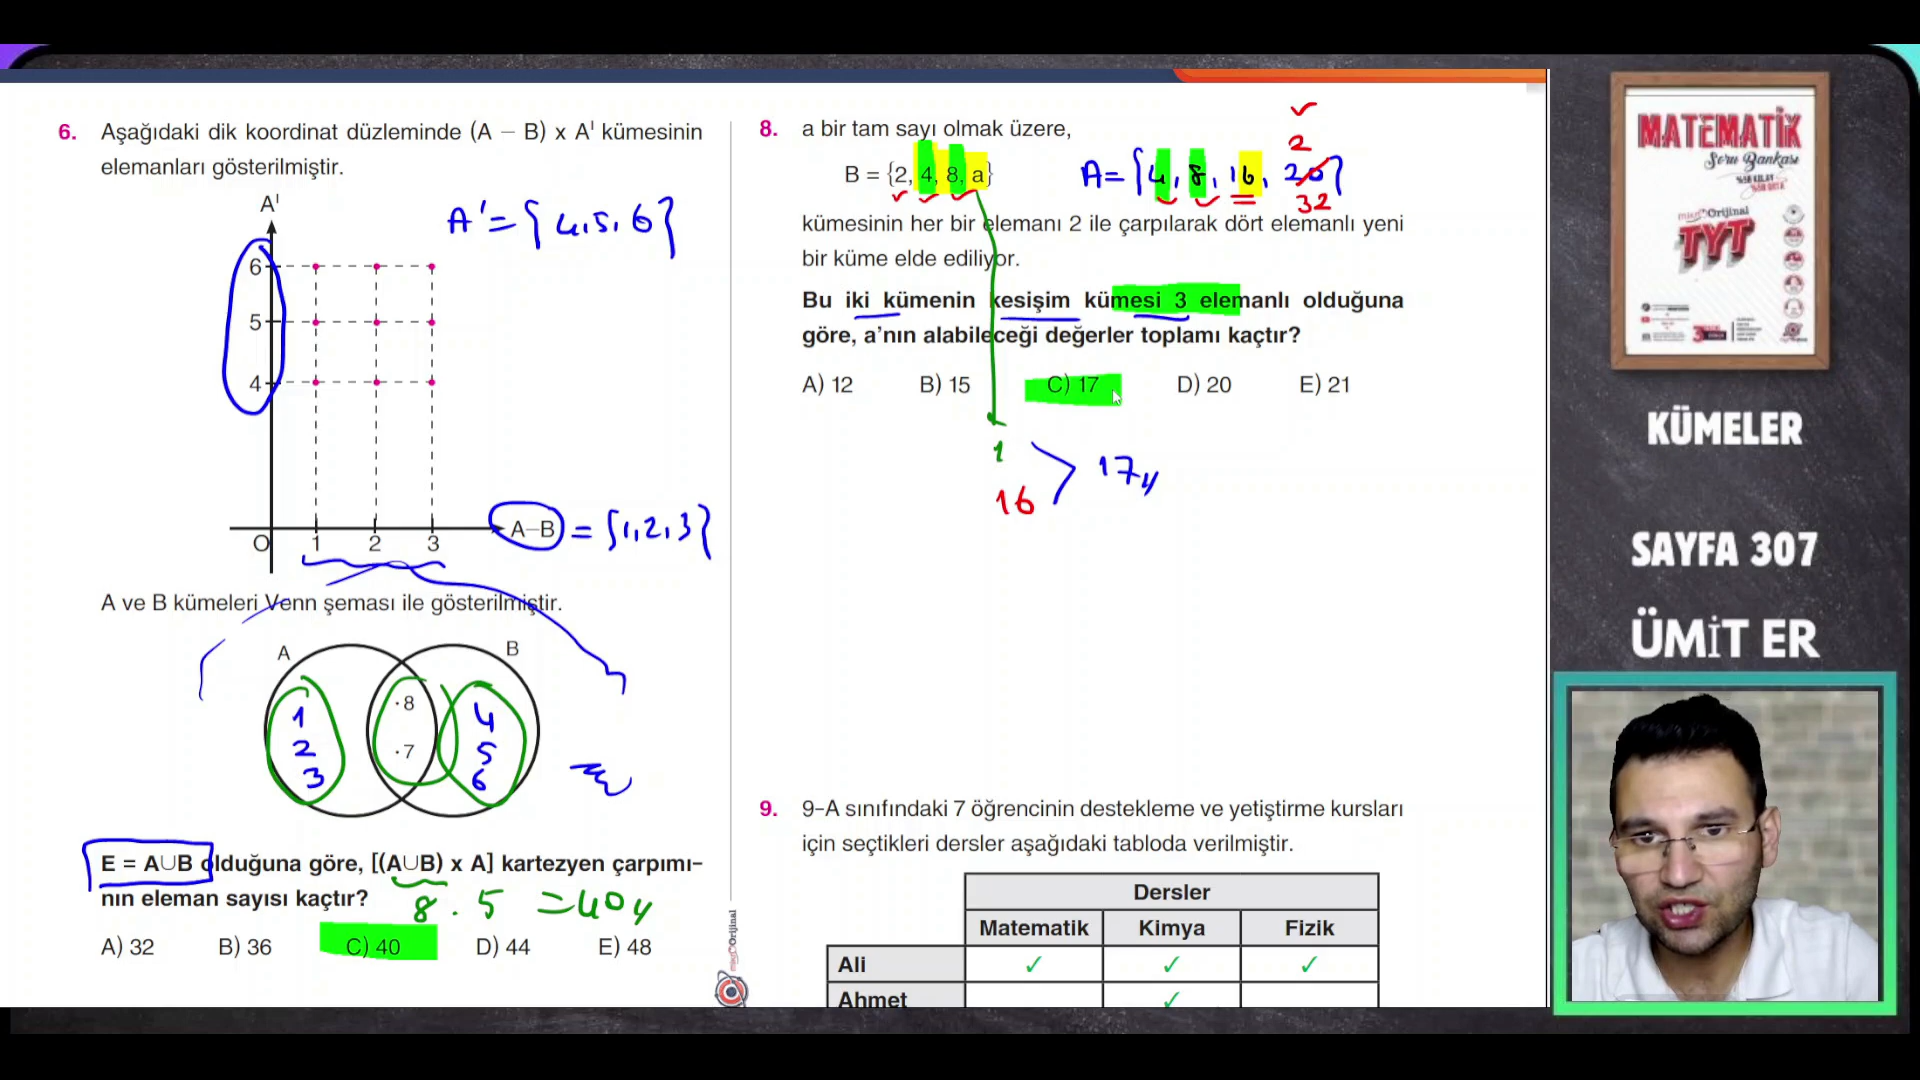 6. Aşağıdaki dik koordinat düzleminde (A – B) x A' kümesinin
elemanları gösterilmiştir.
A'
A' = { 4, 5, 6 }
6
5
4
O 1 2 3
A–B = {1, 2, 3}
A ve B kümeleri Venn şeması ile gösterilmiştir.
A
B
1
2
3
·8
·7
4
5
6
E = A∪B olduğuna göre, [(A∪B) x A] kartezyen çarpımı-
nın eleman sayısı kaçtır?
8 . 5 = 40
A) 32 B) 36 C) 40 D) 44 E) 48
8. a bir tam sayı olmak üzere,
2
B = {2, 4, 8, a} A = {4, 8, 16, 2a}
32
kümesinin her bir elemanı 2 ile çarpılarak dört elemanlı yeni
bir küme elde ediliyor.
Bu iki kümenin kesişim kümesi 3 elemanlı olduğuna
göre, a'nın alabileceği değerler toplamı kaçtır?
A) 12 B) 15 C) 17 D) 20 E) 21
1
16
17
9. 9–A sınıfındaki 7 öğrencinin destekleme ve yetiştirme kursları
için seçtikleri dersler aşağıdaki tabloda verilmiştir.
Dersler
Matematik Kimya Fizik
Ali ✓ ✓ ✓
Ahmet ✓
Orijinal
MATEMATİK
Soru Bankası
Orijinal
TYT
KÜMELER
SAYFA 307
ÜMİT ER